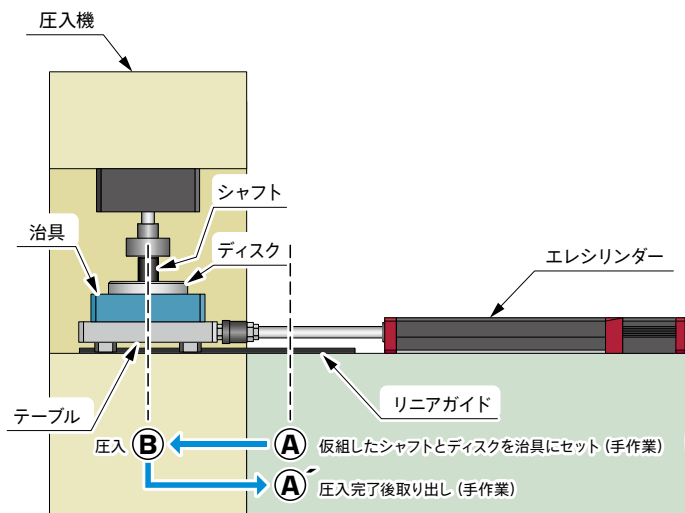 圧入機
シャフト
治具
ディスク
エレシリンダー
テーブル
リニアガイド
圧入 B A 仮組したシャフトとディスクを治具にセット (手作業)
A´ 圧入完了後取り出し (手作業)